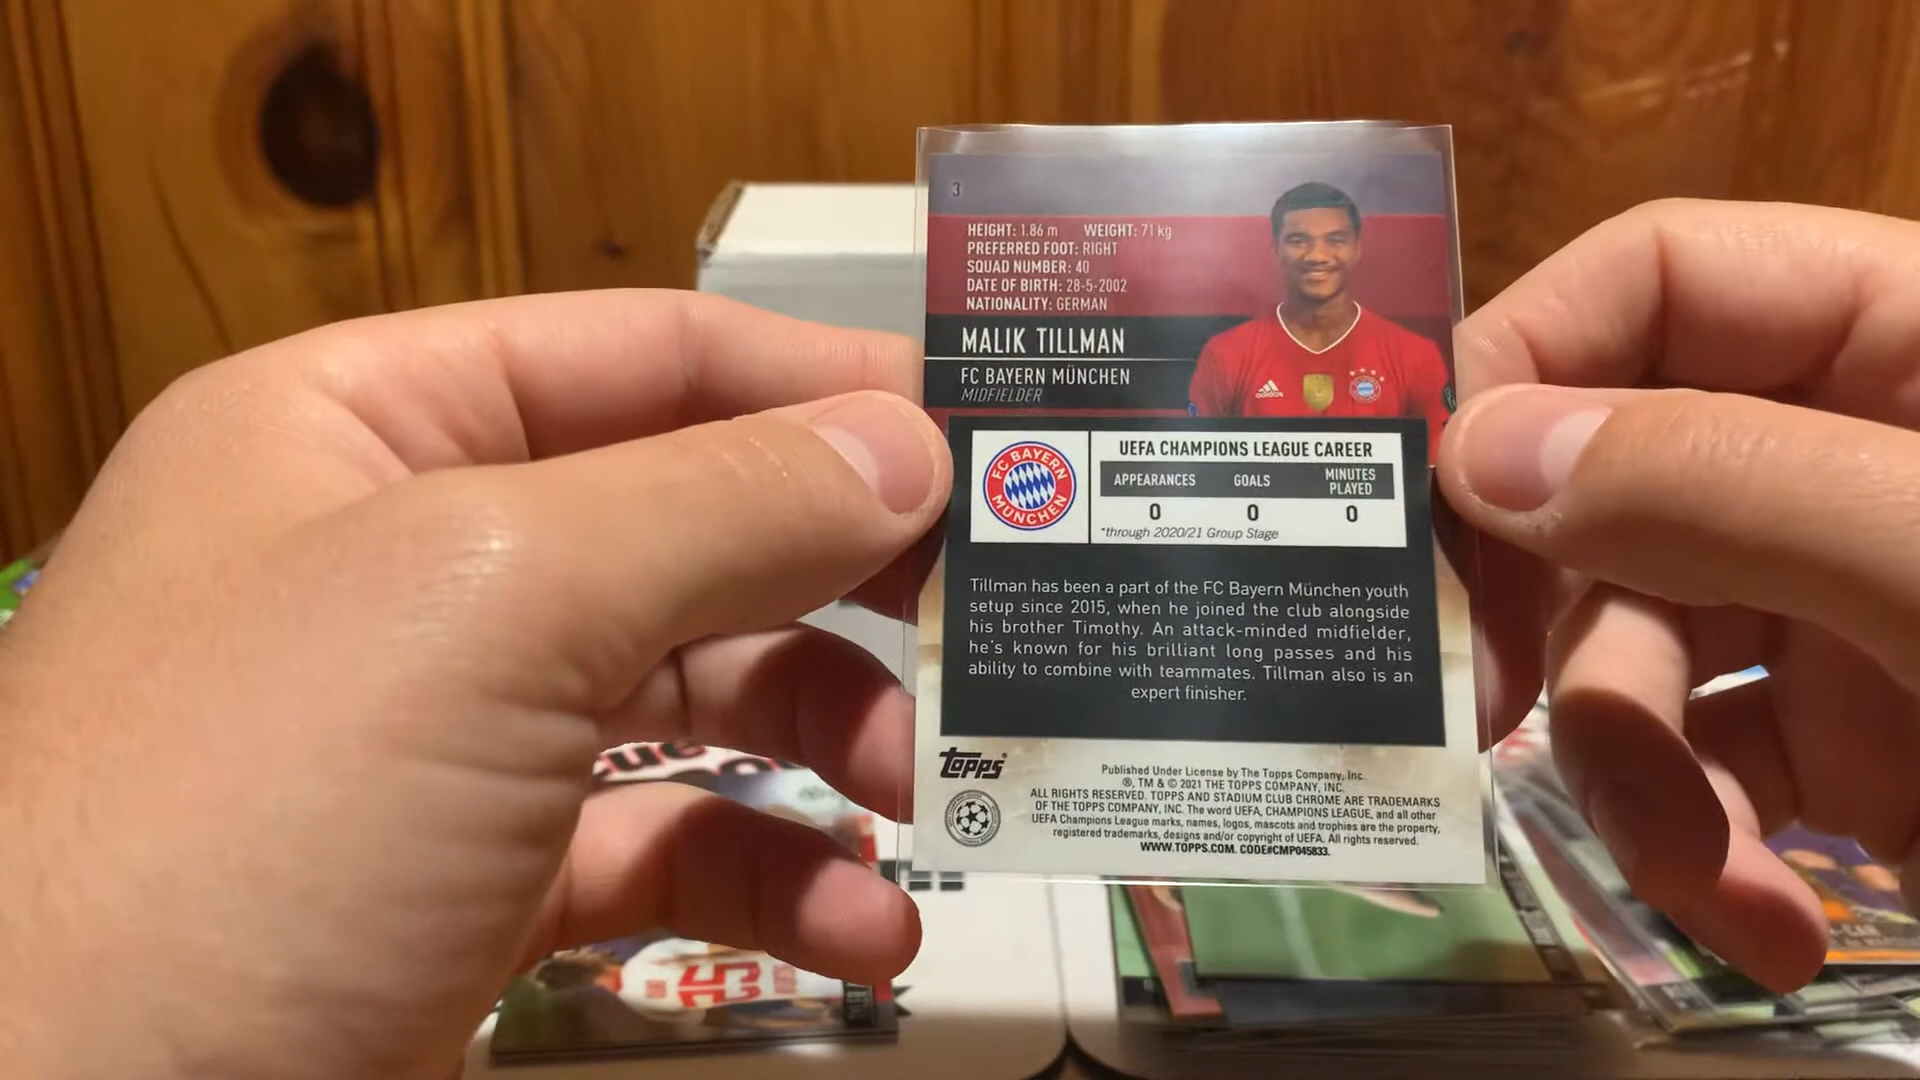 3
HEIGHT: 1.86 m WEIGHT: 71 kg
PREFERRED FOOT: RIGHT
SQUAD NUMBER: 40
DATE OF BIRTH: 28-5-2002
NATIONALITY: GERMAN
MALIK TILLMAN
FC BAYERN MÜNCHEN
MIDFIELDER
adidas
FC BAYERN
MÜNCHEN
UEFA CHAMPIONS LEAGUE CAREER
APPEARANCES GOALS MINUTES PLAYED
0 0 0
*through 2020/21 Group Stage
Tillman has been a part of the FC Bayern München youth
setup since 2015, when he joined the club alongside
his brother Timothy. An attack-minded midfielder,
he's known for his brilliant long passes and his
ability to combine with teammates. Tillman also is an
expert finisher.
topps
Published Under License by The Topps Company, Inc.
®, TM & © 2021 THE TOPPS COMPANY, INC.
ALL RIGHTS RESERVED. TOPPS AND STADIUM CLUB CHROME ARE TRADEMARKS
OF THE TOPPS COMPANY, INC. The word UEFA, CHAMPIONS LEAGUE, and all other
UEFA Champions League marks, names, logos, mascots and trophies are the property,
registered trademarks, designs and/or copyright of UEFA. All rights reserved.
WWW.TOPPS.COM. CODE#CMP045833.